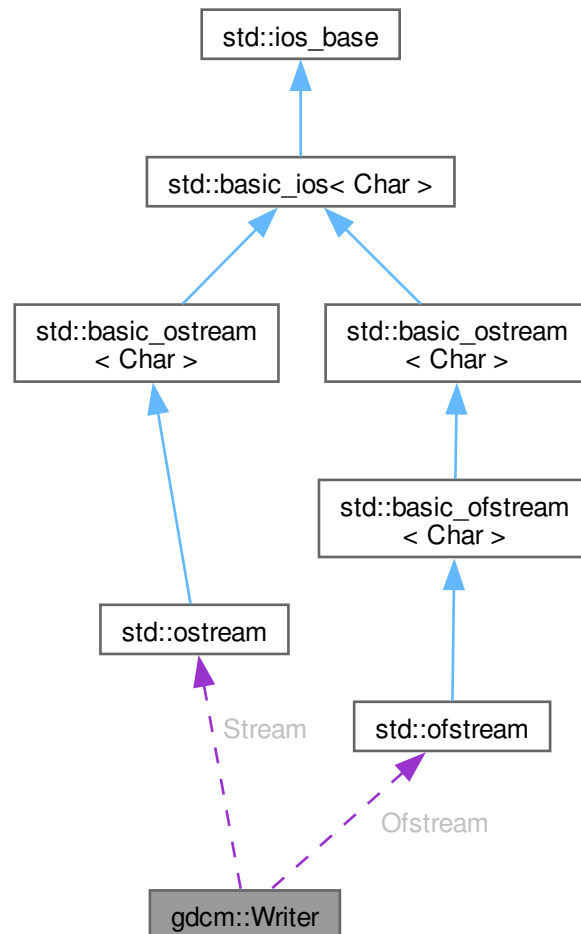 std::ios_base
std::basic_ios< Char >
std::basic_ostream
< Char >
std::basic_ostream
< Char >
std::basic_ofstream
< Char >
std::ostream
std::ofstream
Stream
Ofstream
gdcm::Writer